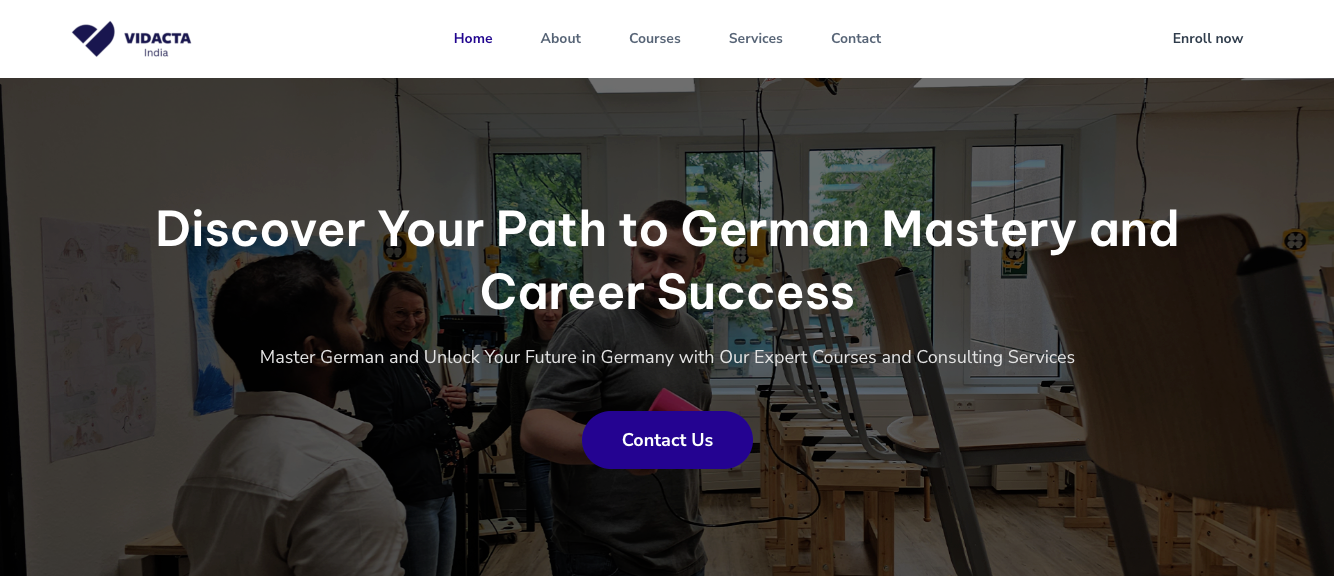 VIDACTA
India
Home
About
Courses
Services
Contact
Enroll now
Discover Your Path to German Mastery and
Career Success
Master German and Unlock Your Future in Germany with Our Expert Courses and Consulting Services
Contact Us